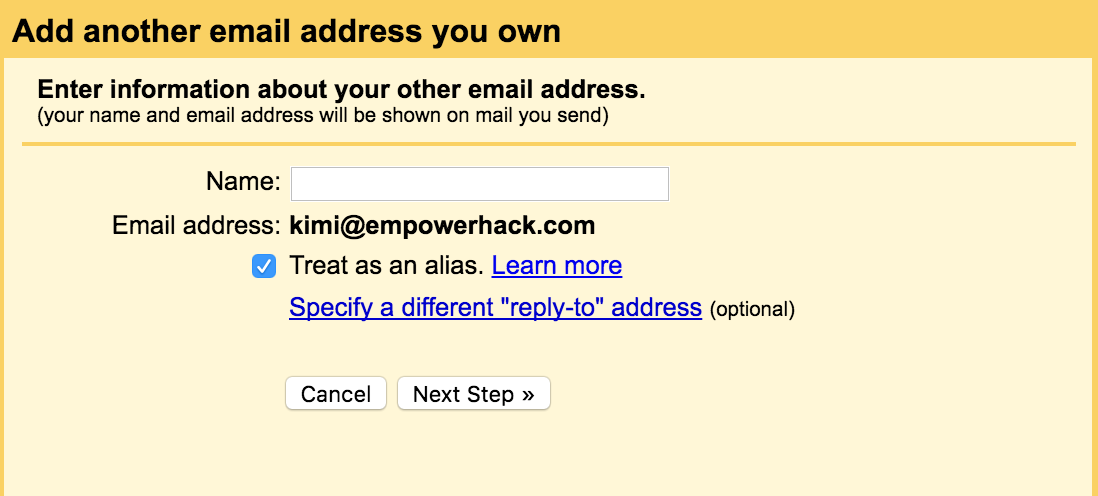 Add another email address you own
Enter information about your other email address.
(your name and email address will be shown on mail you send)
Name:
Email address: kimi@empowerhack.com
Treat as an alias. Learn more
Specify a different "reply-to" address (optional)
Cancel Next Step »